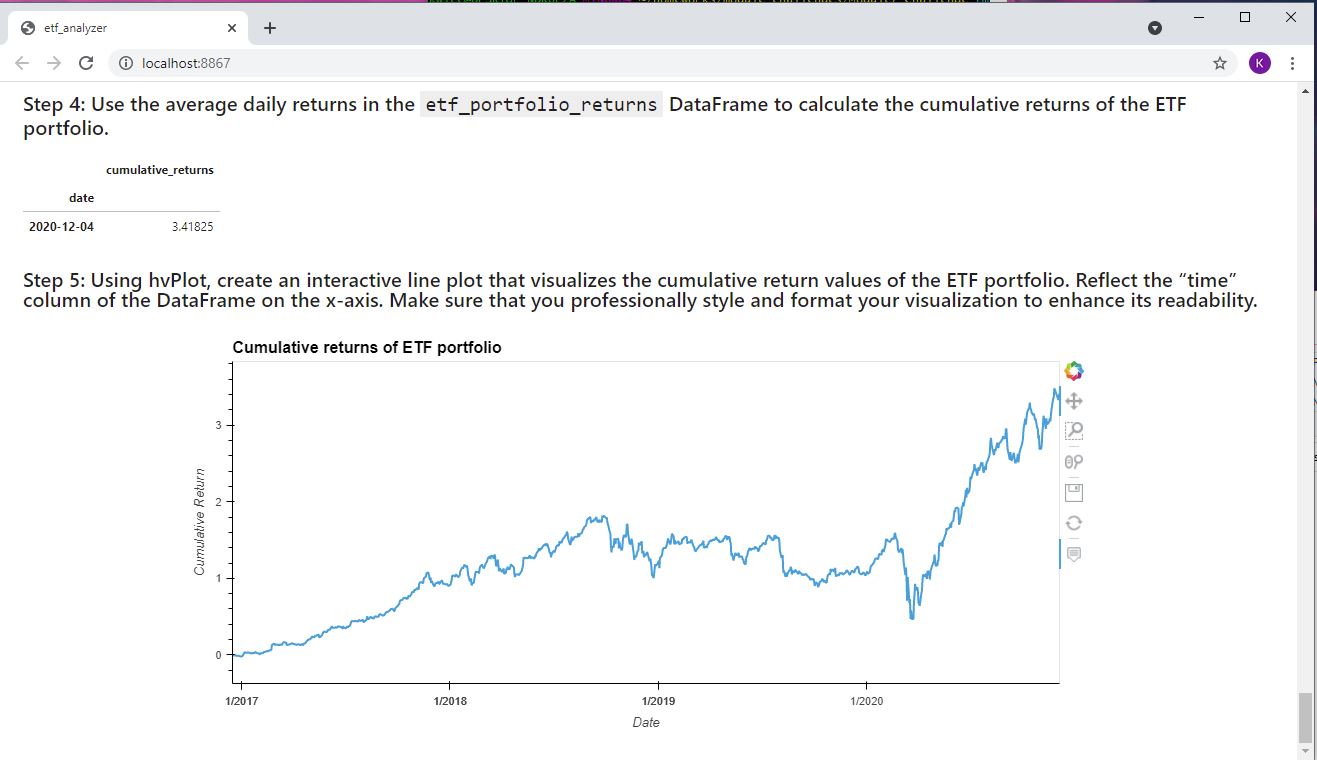 etf_analyzer
localhost:8867
K
Step 4: Use the average daily returns in the etf_portfolio_returns DataFrame to calculate the cumulative returns of the ETF
portfolio.
cumulative_returns
date
2020-12-04 3.41825
Step 5: Using hvPlot, create an interactive line plot that visualizes the cumulative return values of the ETF portfolio. Reflect the “time”
column of the DataFrame on the x-axis. Make sure that you professionally style and format your visualization to enhance its readability.
Cumulative returns of ETF portfolio
3
2
1
0
Cumulative Return
1/2017 1/2018 1/2019 1/2020
Date